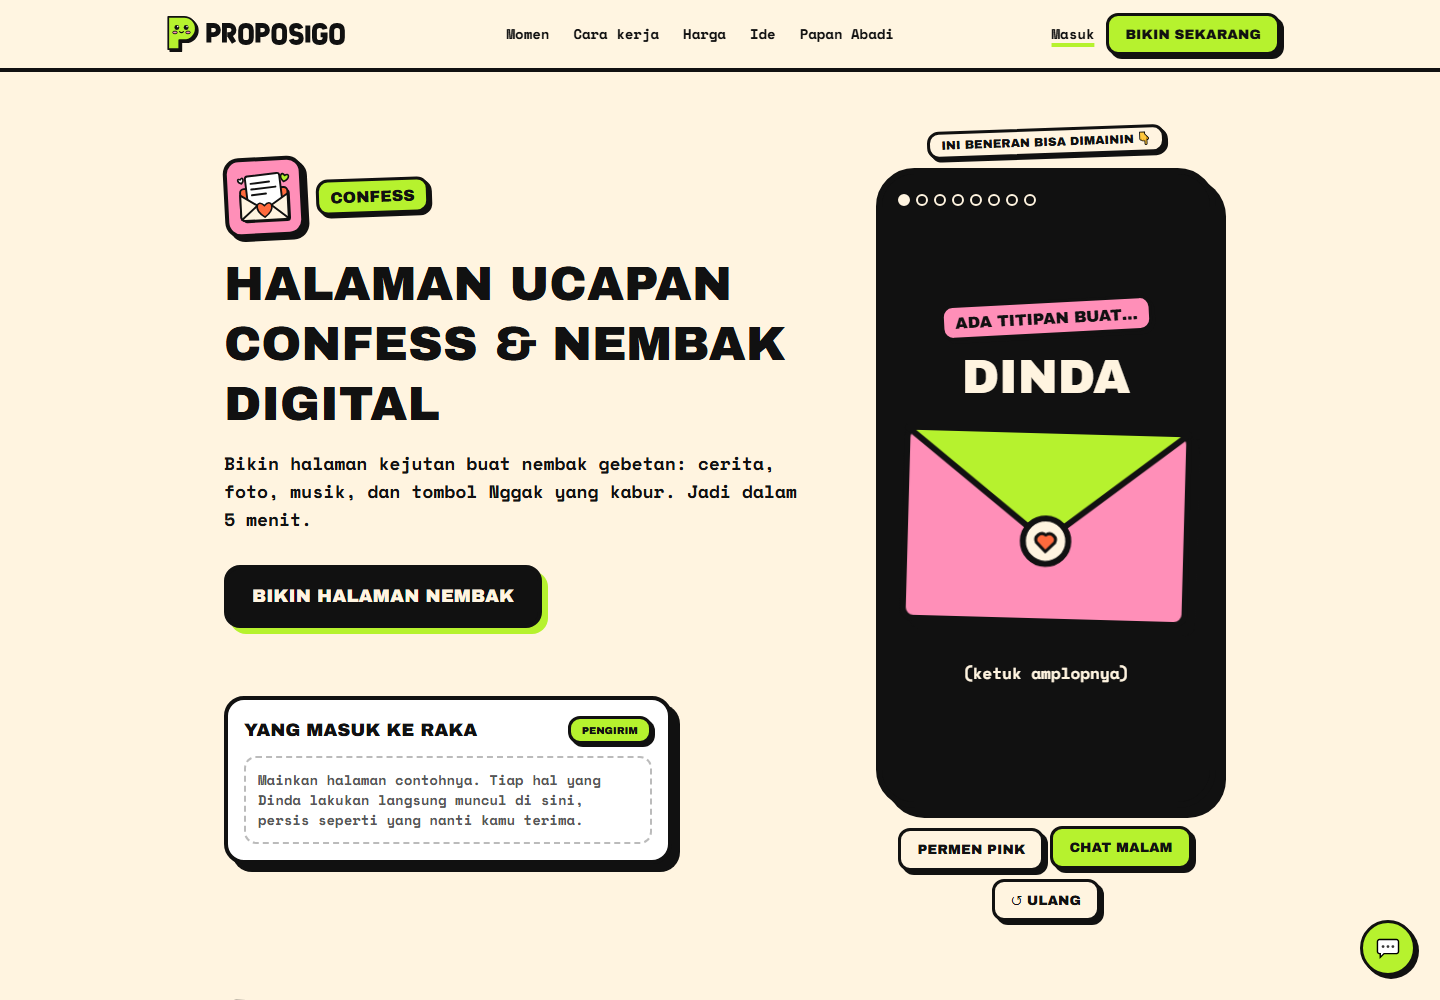 PROPOSIGO
Momen
Cara kerja
Harga
Ide
Papan Abadi
Masuk
BIKIN SEKARANG
CONFESS
HALAMAN UCAPAN
CONFESS & NEMBAK
DIGITAL
Bikin halaman kejutan buat nembak gebetan: cerita,
foto, musik, dan tombol Nggak yang kabur. Jadi dalam
5 menit.
BIKIN HALAMAN NEMBAK
YANG MASUK KE RAKA
PENGIRIM
Mainkan halaman contohnya. Tiap hal yang
Dinda lakukan langsung muncul di sini,
persis seperti yang nanti kamu terima.
INI BENERAN BISA DIMAININ 👇
ADA TITIPAN BUAT...
DINDA
(ketuk amplopnya)
PERMEN PINK
CHAT MALAM
↺ ULANG